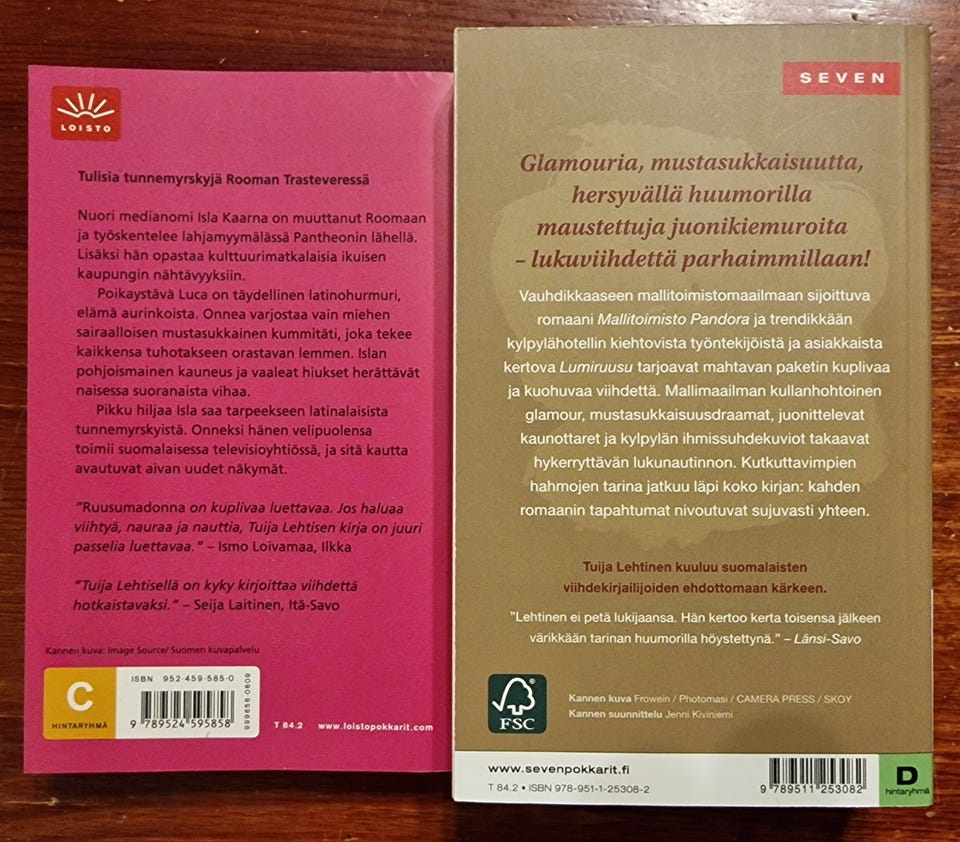 LOISTO
Tulisia tunnemyrskyjä Rooman Trasteveressä
Nuori medianomi Isla Kaarna on muuttanut Roomaan
ja työskentelee lahjamyymälässä Pantheonin lähellä.
Lisäksi hän opastaa kulttuurimatkalaisia ikuisen
kaupungin nähtävyyksiin.
Poikaystävä Luca on täydellinen latinohurmuri,
elämä aurinkoista. Onnea varjostaa vain miehen
sairaalloisen mustasukkainen kummitäti, joka tekee
kaikkensa tuhotakseen orastavan lemmen. Islan
pohjoismainen kauneus ja vaaleat hiukset herättävät
naisessa suoranaista vihaa.
Pikku hiljaa Isla saa tarpeekseen latinalaisista
tunnemyrskyistä. Onneksi hänen velipuolensa
toimii suomalaisessa televisioyhtiössä, ja sitä kautta
avautuvat aivan uudet näkymät.
"Ruusumadonna on kuplivaa luettavaa. Jos haluaa
viihtyä, nauraa ja nauttia, Tuija Lehtisen kirja on juuri
passelia luettavaa." – Ismo Loivamaa, Ilkka
"Tuija Lehtisellä on kyky kirjoittaa viihdettä
hotkaistavaksi." – Seija Laitinen, Itä-Savo
Kannen kuva: Image Source/ Suomen kuvapalvelu
C
HINTARYHMÄ
ISBN 952-459-585-0
9 789524 595858
999656-0609
T 84.2 www.loistopokkarit.com
SEVEN
Glamouria, mustasukkaisuutta,
hersyvällä huumorilla
maustettuja juonikiemuroita
– lukuviihdettä parhaimmillaan!
Vauhdikkaaseen mallitoimistomaailmaan sijoittuva
romaani Mallitoimisto Pandora ja trendikkään
kylpylähotellin kiehtovista työntekijöistä ja asiakkaista
kertova Lumiruusu tarjoavat mahtavan paketin kuplivaa
ja kuohuvaa viihdettä. Mallimaailman kullanhohtoinen
glamour, mustasukkaisuusdraamat, juonittelevat
kaunottaret ja kylpylän ihmissuhdekuviot takaavat
hykerryttävän lukunautinnon. Kutkuttavimpien
hahmojen tarina jatkuu läpi koko kirjan: kahden
romaanin tapahtumat nivoutuvat sujuvasti yhteen.
Tuija Lehtinen kuuluu suomalaisten
viihdekirjailijoiden ehdottomaan kärkeen.
"Lehtinen ei petä lukijaansa. Hän kertoo kerta toisensa jälkeen
värikkään tarinan huumorilla höystettynä." – Länsi-Savo
FSC
Kannen kuva Frowein / Photomasi / CAMERA PRESS / SKOY
Kannen suunnittelu Jenni Kiviniemi
www.sevenpokkarit.fi
T 84.2 • ISBN 978-951-1-25308-2
9 789511 253082
D
hintaryhmä